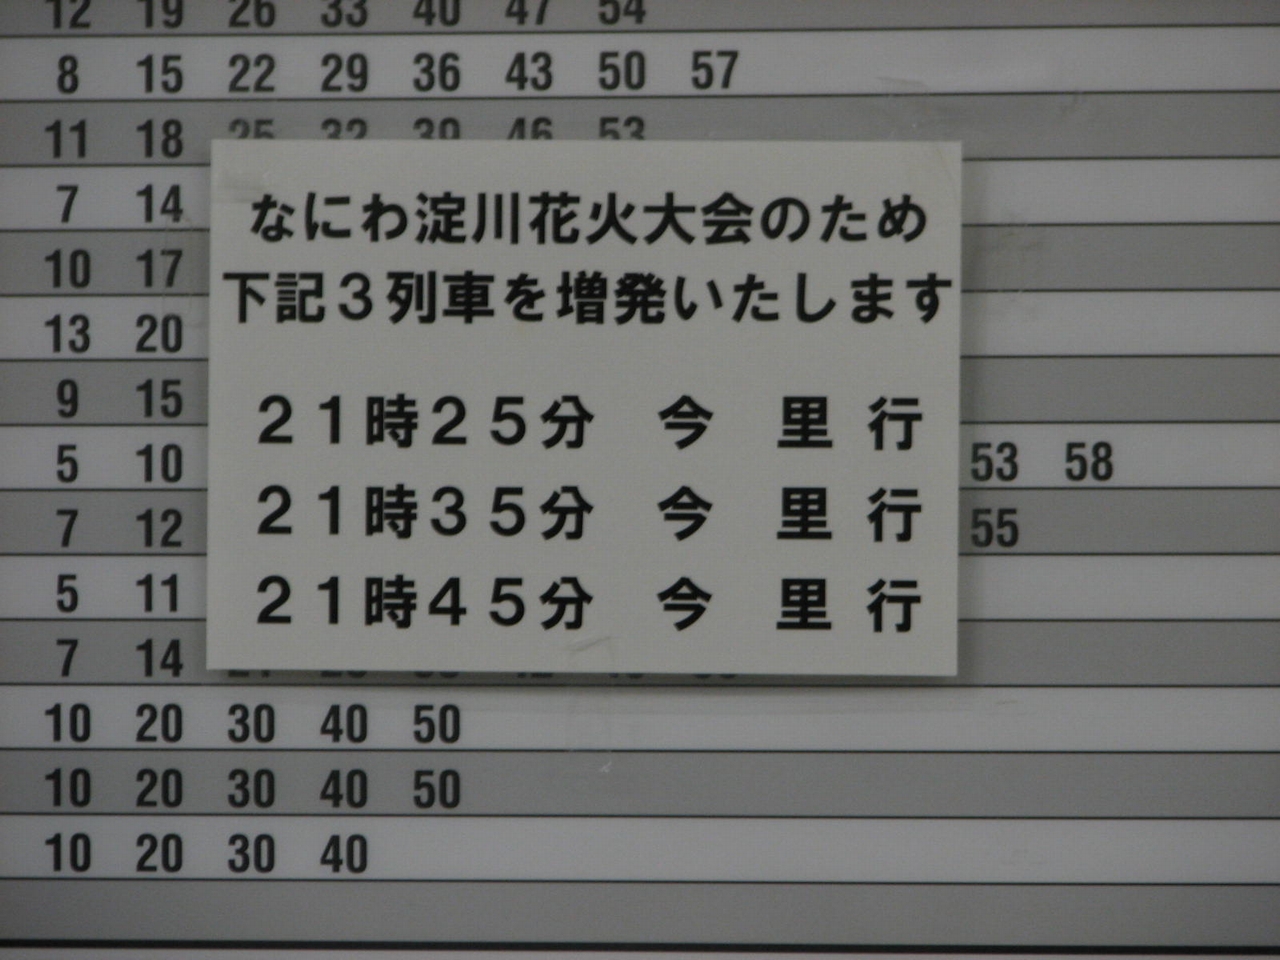 12 19 26 33 40 47 54
8 15 22 29 36 43 50 57
11 18 25 32 39 46 53
7 14
なにわ淀川花火大会のため
10 17
下記３列車を増発いたします
13 20
9 15
２１時２５分 今 里 行
5 10 53 58
２１時３５分 今 里 行
7 12 55
5 11
２１時４５分 今 里 行
7 14
10 20 30 40 50
10 20 30 40 50
10 20 30 40